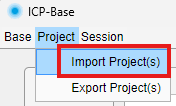 ICP-Base
Base Project Session
Import Project(s)
Export Project(s)